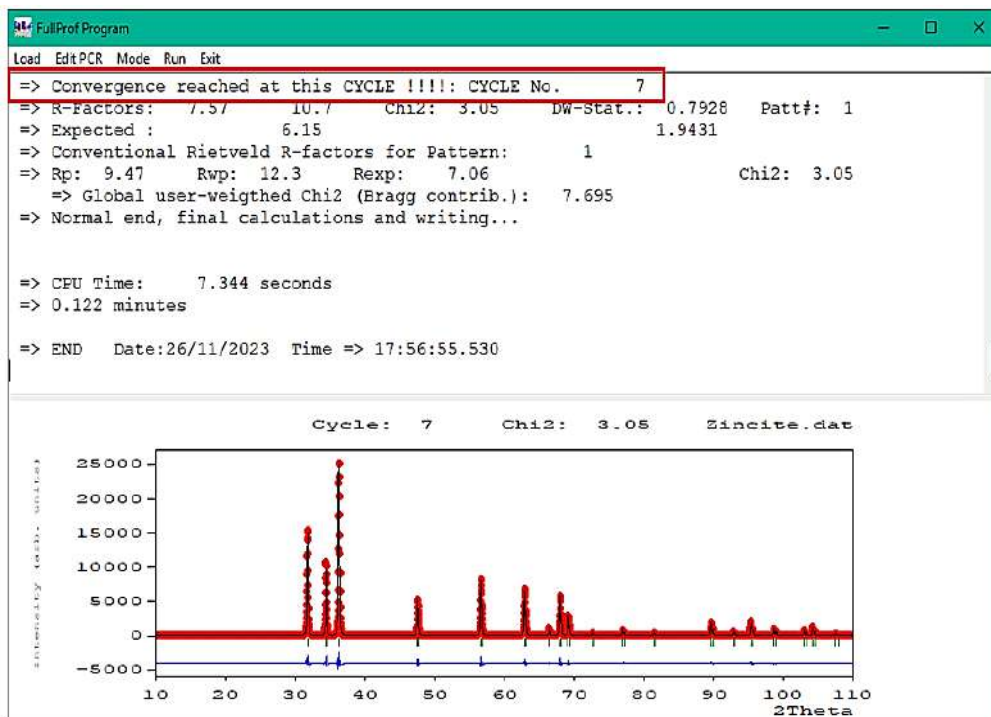 FullProf Program
Load Edit PCR Mode Run Exit
=> Convergence reached at this CYCLE !!!!: CYCLE No. 7
=> R-Factors: 7.57 10.7 Chi2: 3.05 DW-Stat.: 0.7928 Patt#: 1
=> Expected : 6.15 1.9431
=> Conventional Rietveld R-factors for Pattern: 1
=> Rp: 9.47 Rwp: 12.3 Rexp: 7.06 Chi2: 3.05
=> Global user-weigthed Chi2 (Bragg contrib.): 7.695
=> Normal end, final calculations and writing...
=> CPU Time: 7.344 seconds
=> 0.122 minutes
=> END Date:26/11/2023 Time => 17:56:55.530
Cycle: 7 Chi2: 3.05 Zincite.dat
Intensity (arb. units)
25000
20000
15000
10000
5000
0
-5000
10 20 30 40 50 60 70 80 90 100 110
2Theta